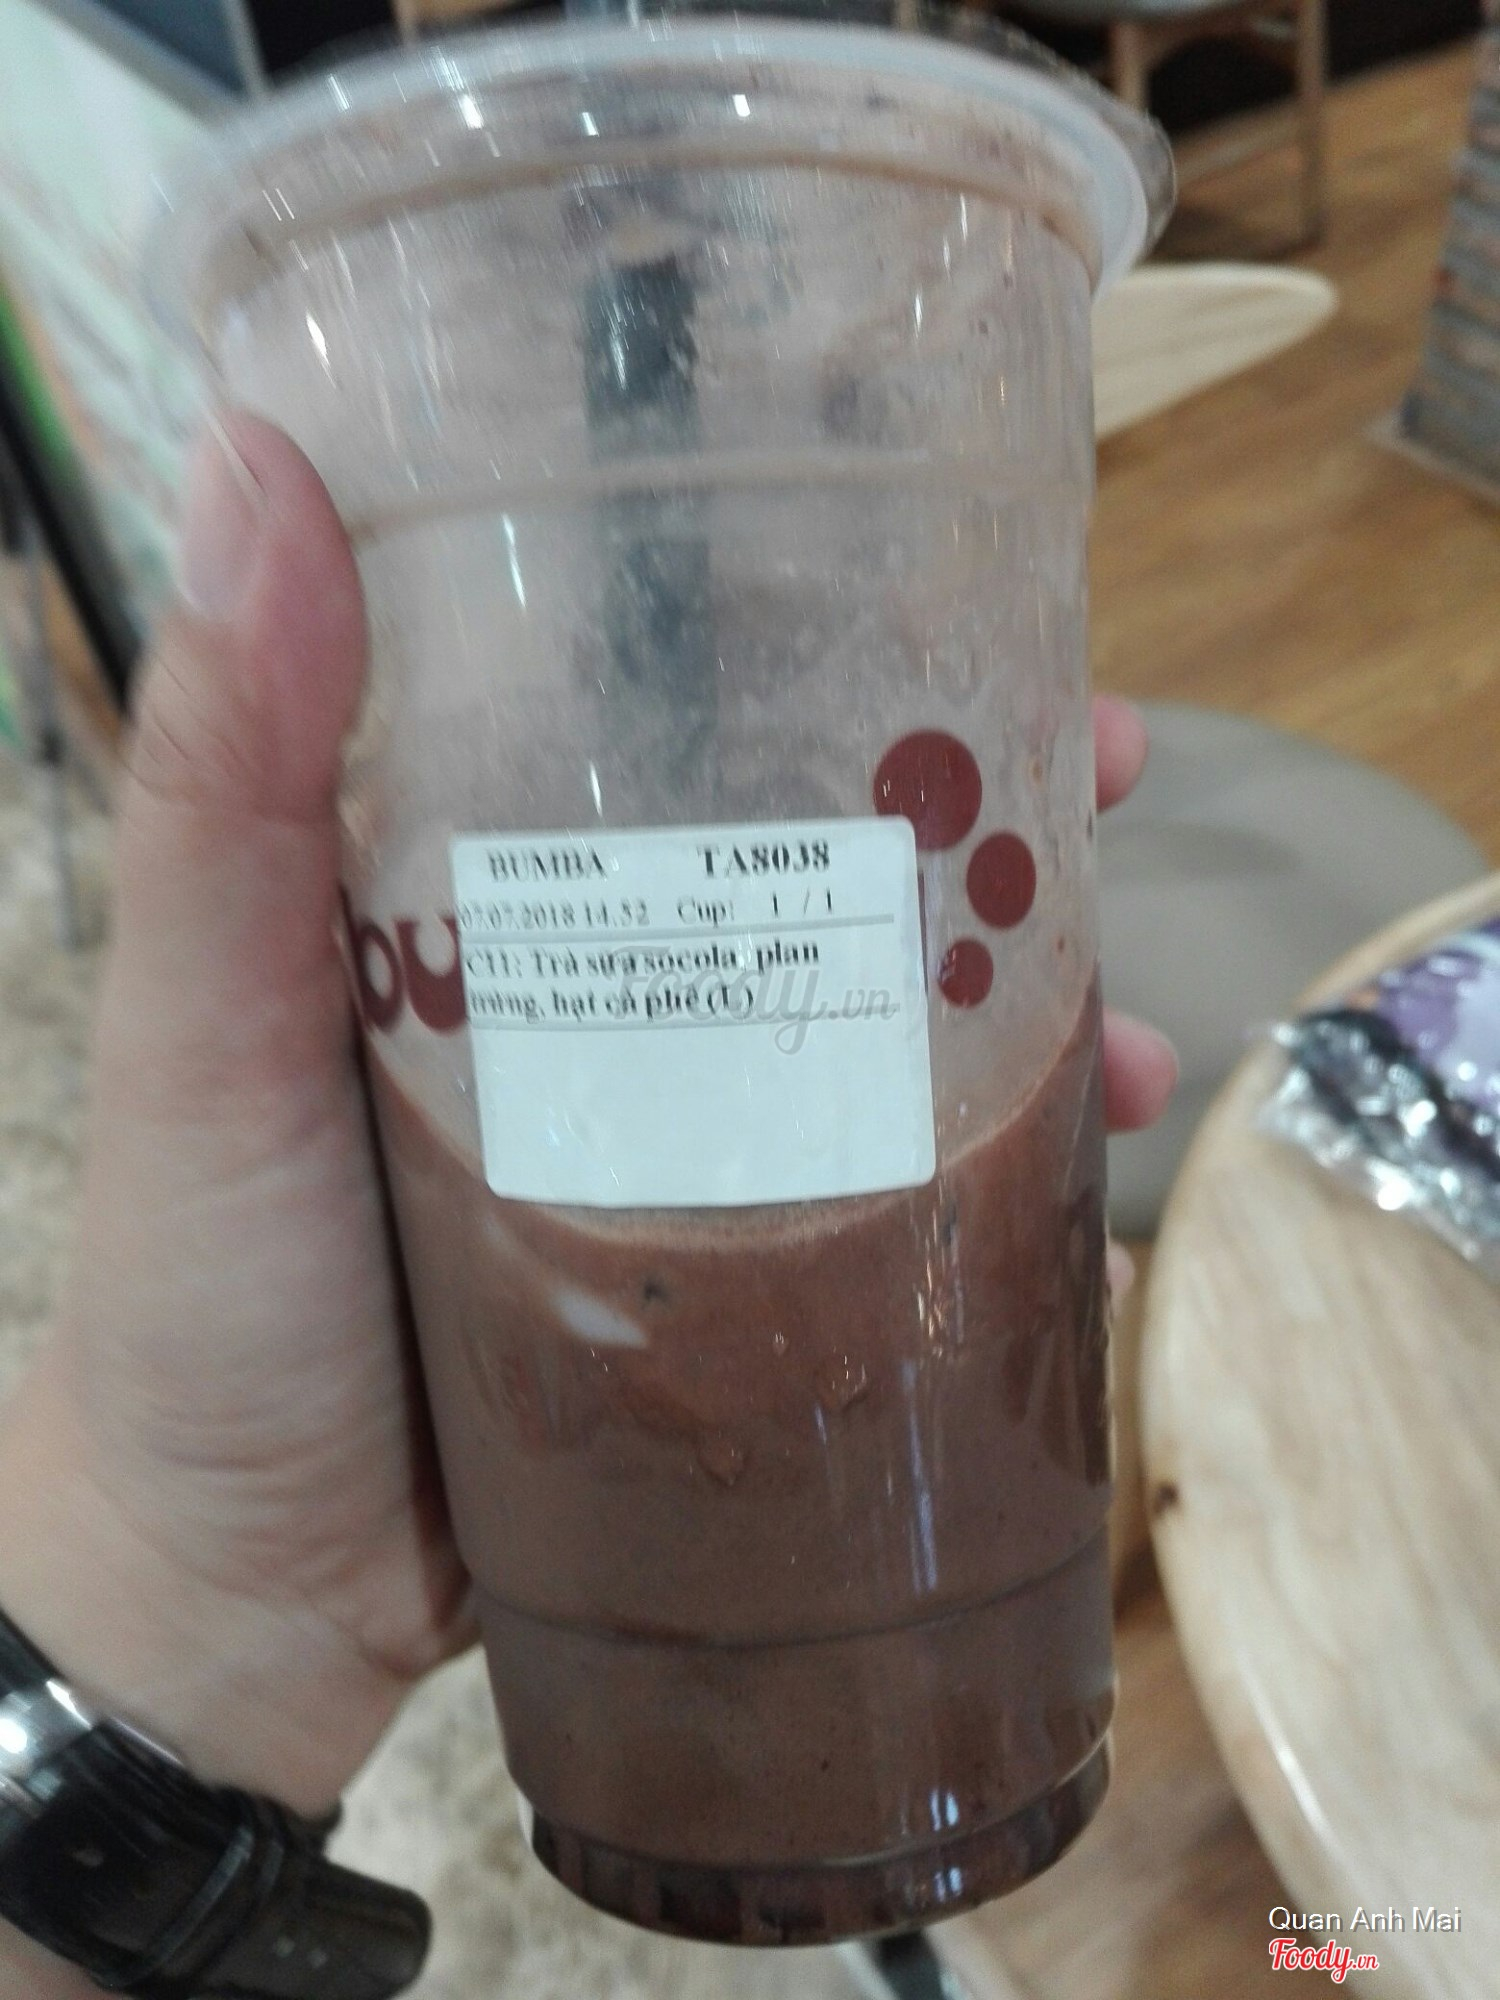 BUMBA TA8038
07.07.2018 14.52 Cup: 1 / 1
C11: Trà sữa socola, plan
trứng, hạt cà phê (L)
bu
Foody.vn
Quan Anh Mai
Foody.vn